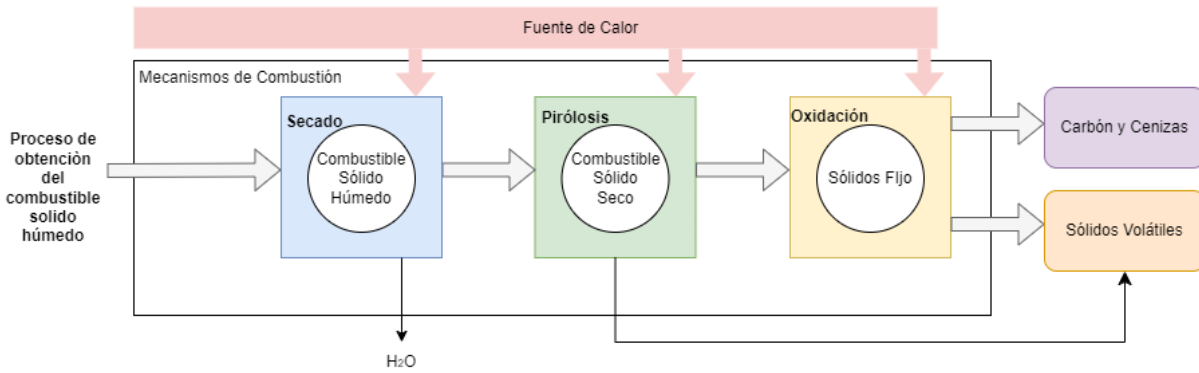 Fuente de Calor
Mecanismos de Combustión
Proceso de
obtenciòn
del
combustible
solido
húmedo
Secado
Combustible
Sólido
Húmedo
Pirólosis
Combustible
Sólido
Seco
Oxidación
Sólidos FIjo
Carbón y Cenizas
Sólidos Volátiles
H2O